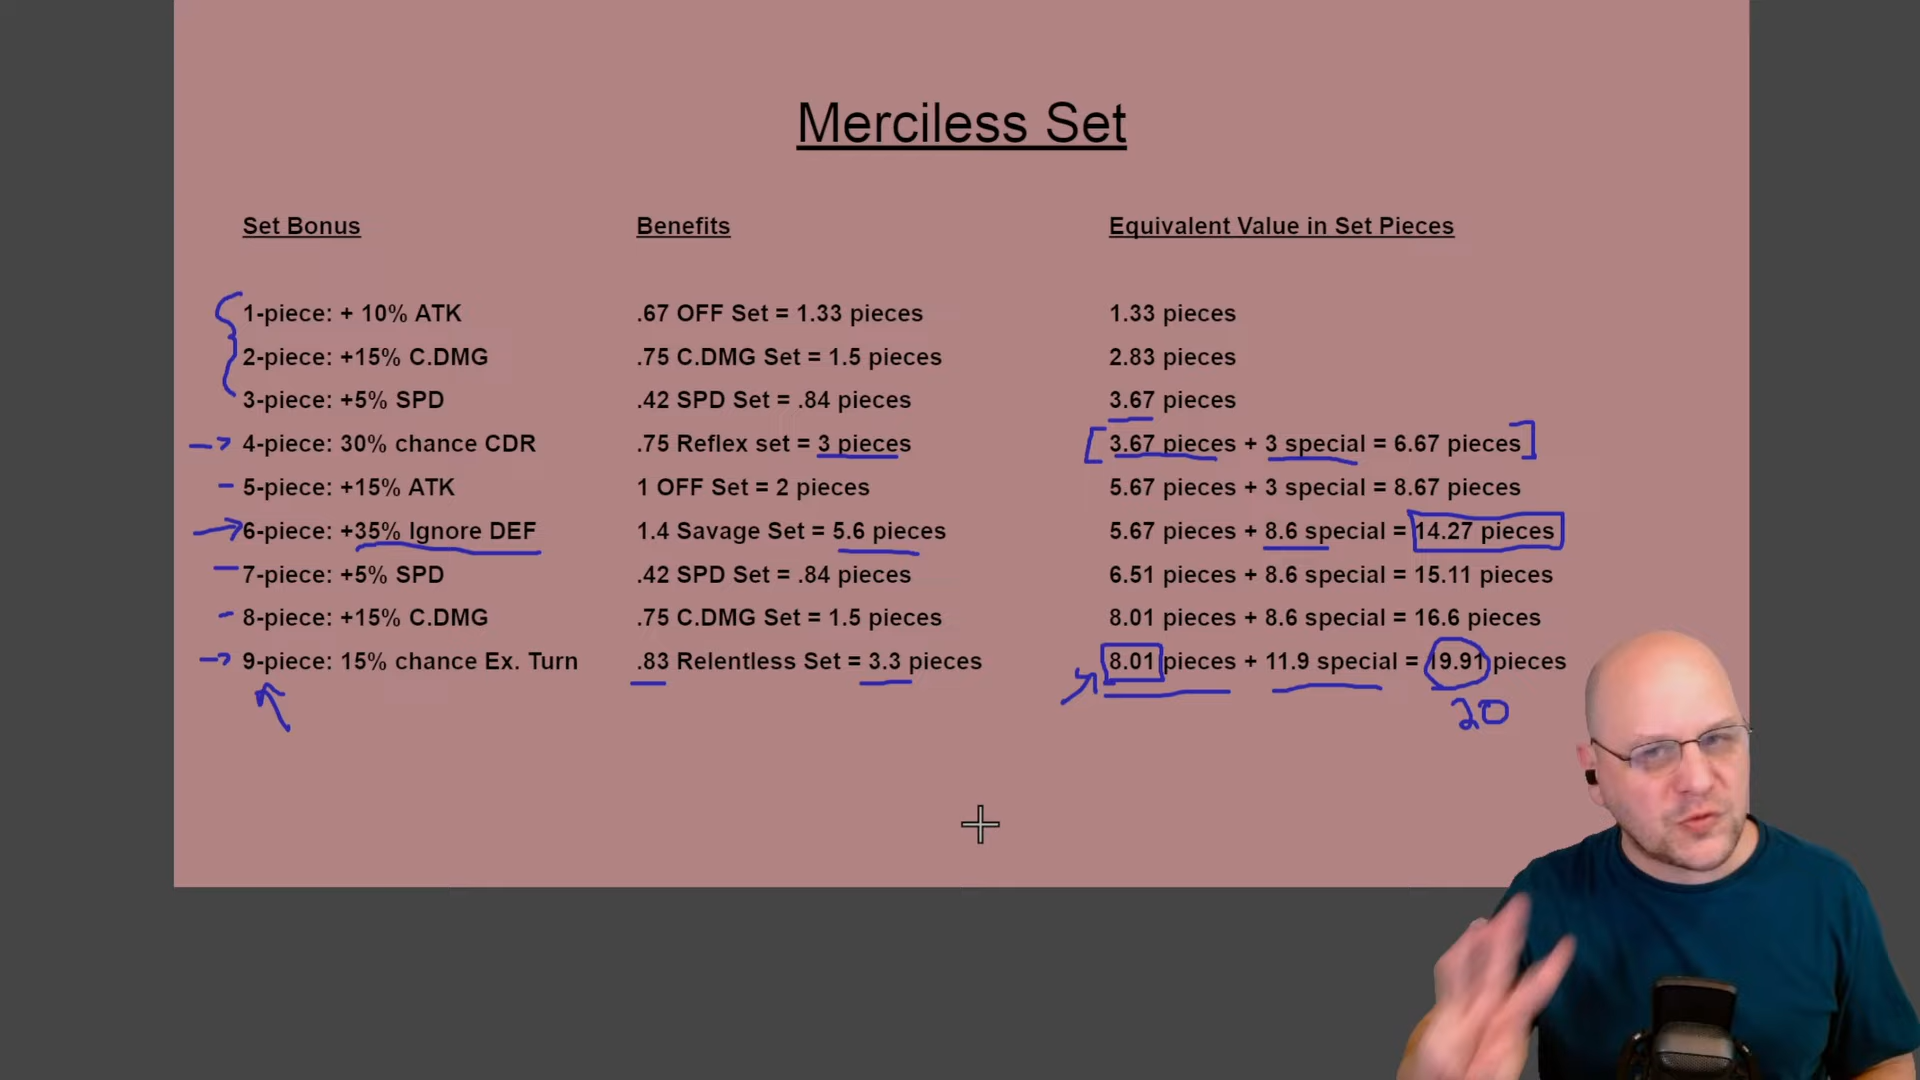 Merciless Set
Set Bonus Benefits Equivalent Value in Set Pieces
1-piece: + 10% ATK .67 OFF Set = 1.33 pieces 1.33 pieces
2-piece: +15% C.DMG .75 C.DMG Set = 1.5 pieces 2.83 pieces
3-piece: +5% SPD .42 SPD Set = .84 pieces 3.67 pieces
4-piece: 30% chance CDR .75 Reflex set = 3 pieces 3.67 pieces + 3 special = 6.67 pieces
5-piece: +15% ATK 1 OFF Set = 2 pieces 5.67 pieces + 3 special = 8.67 pieces
6-piece: +35% Ignore DEF 1.4 Savage Set = 5.6 pieces 5.67 pieces + 8.6 special = 14.27 pieces
7-piece: +5% SPD .42 SPD Set = .84 pieces 6.51 pieces + 8.6 special = 15.11 pieces
8-piece: +15% C.DMG .75 C.DMG Set = 1.5 pieces 8.01 pieces + 8.6 special = 16.6 pieces
9-piece: 15% chance Ex. Turn .83 Relentless Set = 3.3 pieces 8.01 pieces + 11.9 special = 19.91 pieces
20